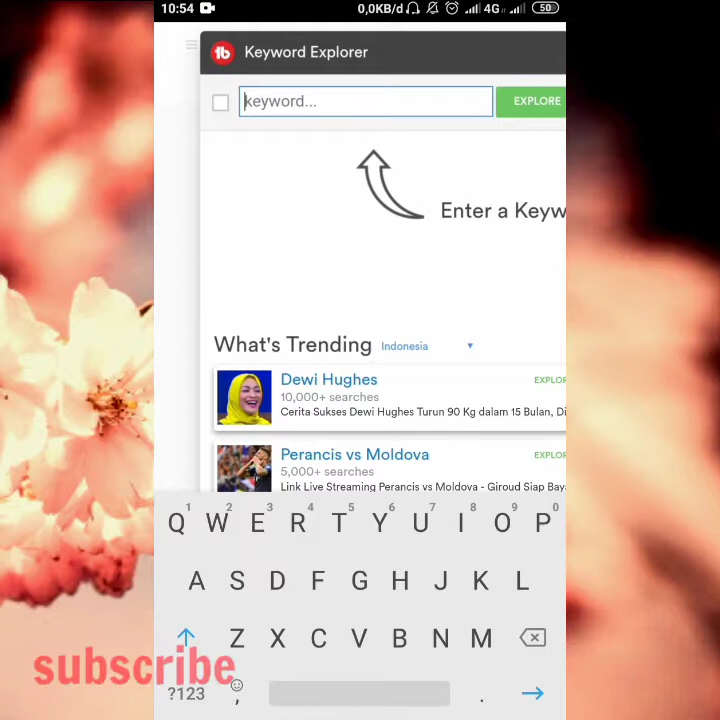 10:54 0,0KB/d 4G 50
Keyword Explorer
keyword...
EXPLORE
Enter a Keyw
What's Trending Indonesia
Dewi Hughes EXPLOR
10,000+ searches
Cerita Sukses Dewi Hughes Turun 90 Kg dalam 15 Bulan, Di
Perancis vs Moldova EXPLOR
5,000+ searches
Link Live Streaming Perancis vs Moldova - Giroud Siap Bay
1 2 3 4 5 6 7 8 9 0
Q W E R T Y U I O P
A S D F G H J K L
Z X C V B N M
subscribe
?123 , .